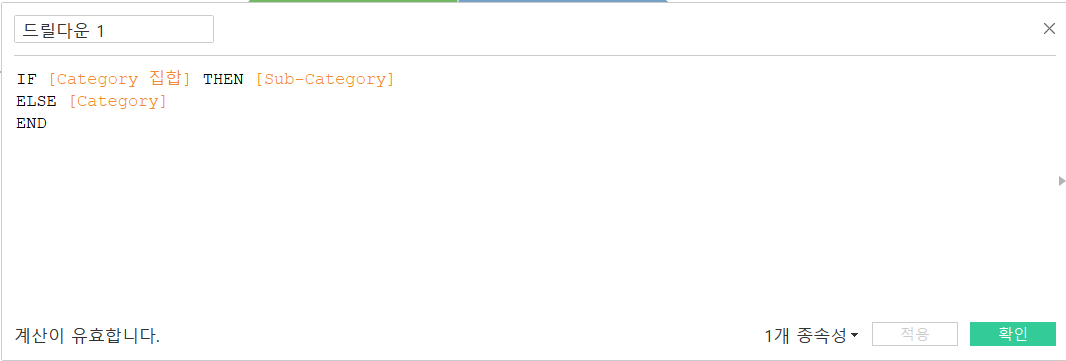 드릴다운 1
IF [Category 집합] THEN [Sub-Category]
ELSE [Category]
END
계산이 유효합니다.
1개 종속성
적용
확인